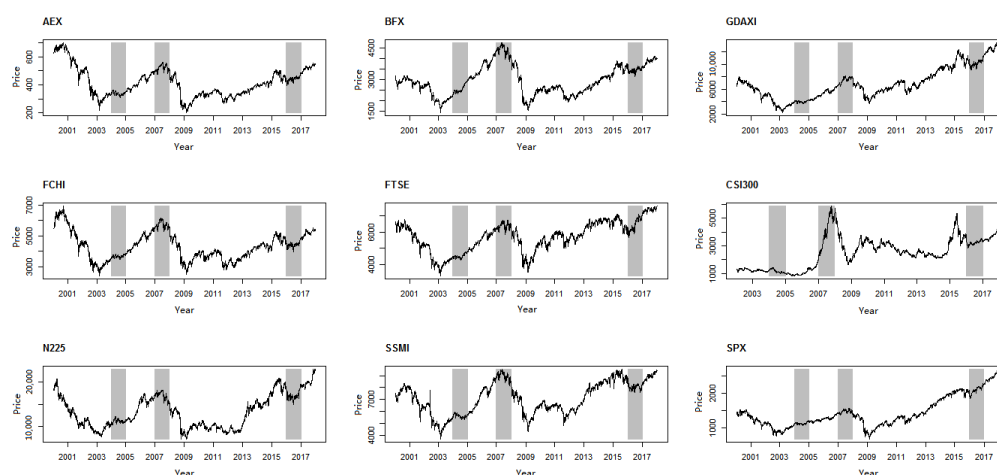 AEX
BFX
GDAXI
Price
200 400 600
2001 2003 2005 2007 2009 2011 2013 2015 2017
Year
Price
1500 3000 4500
2001 2003 2005 2007 2009 2011 2013 2015 2017
Year
Price
2000 6000 10,000
2001 2003 2005 2007 2009 2011 2013 2015 2017
Year
FCHI
FTSE
CSI300
Price
3000 5000 7000
2001 2003 2005 2007 2009 2011 2013 2015 2017
Year
Price
4000 6000
2001 2003 2005 2007 2009 2011 2013 2015 2017
Year
Price
1000 3000 5000
2003 2005 2007 2009 2011 2013 2015 2017
Year
N225
SSMI
SPX
Price
10,000 20,000
2001 2003 2005 2007 2009 2011 2013 2015 2017
Year
Price
4000 7000
2001 2003 2005 2007 2009 2011 2013 2015 2017
Year
Price
1000 2000
2001 2003 2005 2007 2009 2011 2013 2015 2017
Year